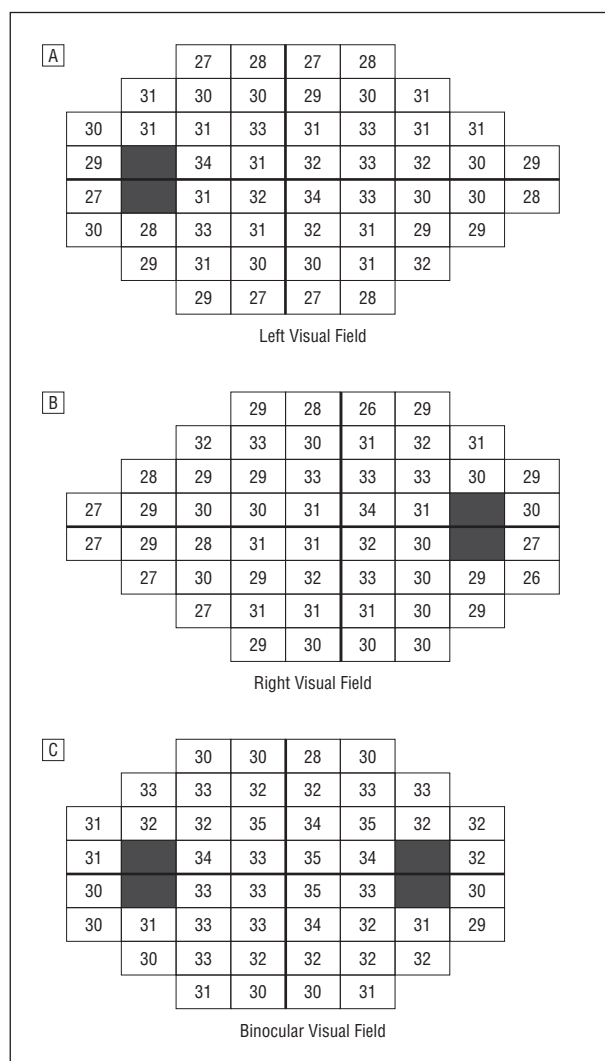 A
27 28 27 28
31 30 30 29 30 31
30 31 31 33 31 33 31 31
29 34 31 32 33 32 30 29
27 31 32 34 33 30 30 28
30 28 33 31 32 31 29 29
29 31 30 30 31 32
29 27 27 28
Left Visual Field
B
29 28 26 29
32 33 30 31 32 31
28 29 29 33 33 33 30 29
27 29 30 30 31 34 31 30
27 29 28 31 31 32 30 27
27 30 29 32 33 30 29 26
27 31 31 31 30 29
29 30 30 30
Right Visual Field
C
30 30 28 30
33 33 32 32 33 33
31 32 32 35 34 35 32 32
31 34 33 35 34 32
30 33 33 35 33 30
30 31 33 33 34 32 31 29
30 33 32 32 32 32
31 30 30 31
Binocular Visual Field